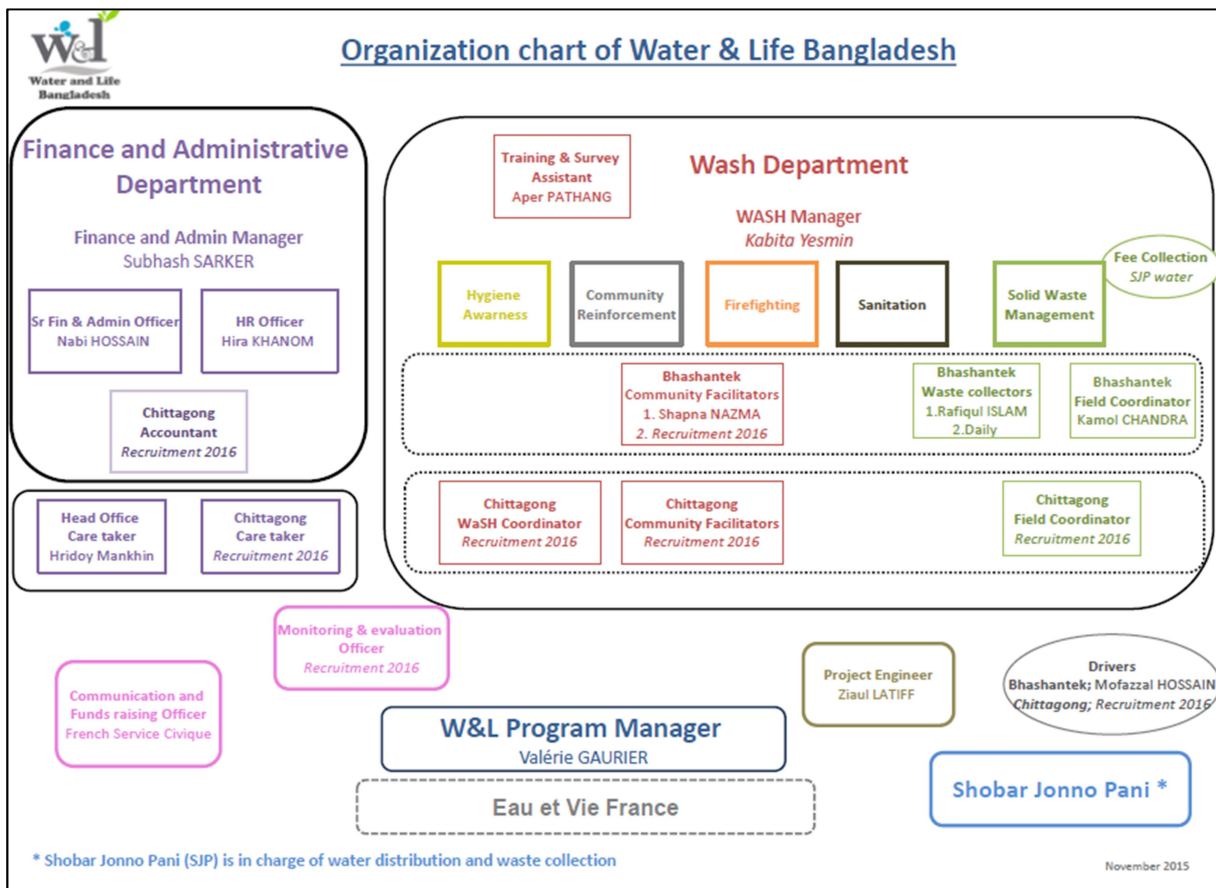 W&l
Water and Life
Bangladesh
Organization chart of Water & Life Bangladesh
Finance and Administrative
Department
Finance and Admin Manager
Subhash SARKER
Sr Fin & Admin Officer
Nabi HOSSAIN
HR Officer
Hira KHANOM
Chittagong
Accountant
Recruitment 2016
Head Office
Care taker
Hridoy Mankhin
Chittagong
Care taker
Recruitment 2016
Training & Survey
Assistant
Aper PATHANG
Wash Department
WASH Manager
Kabita Yesmin
Fee Collection
SJP water
Hygiene
Awarness
Community
Reinforcement
Firefighting
Sanitation
Solid Waste
Management
Bhashantek
Community Facilitators
1. Shapna NAZMA
2. Recruitment 2016
Bhashantek
Waste collectors
1.Rafiqul ISLAM
2.Daily
Bhashantek
Field Coordinator
Kamol CHANDRA
Chittagong
WaSH Coordinator
Recruitment 2016
Chittagong
Community Facilitators
Recruitment 2016
Chittagong
Field Coordinator
Recruitment 2016
Monitoring & evaluation
Officer
Recruitment 2016
Communication and
Funds raising Officer
French Service Civique
Project Engineer
Ziaul LATIFF
Drivers
Bhashantek; Mofazzal HOSSAIN
Chittagong; Recruitment 2016
W&L Program Manager
Valérie GAURIER
Eau et Vie France
Shobar Jonno Pani *
* Shobar Jonno Pani (SJP) is in charge of water distribution and waste collection
November 2015